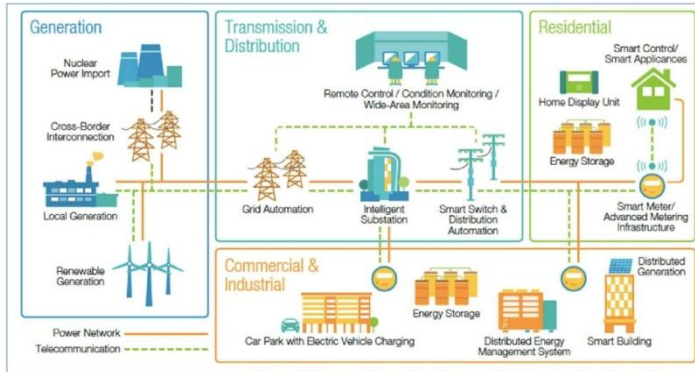 Generation
Nuclear
Power Import
Cross-Border
Interconnection
Local Generation
Renewable
Generation
Transmission &
Distribution
Remote Control / Condition Monitoring /
Wide-Area Monitoring
Grid Automation
Intelligent
Substation
Smart Switch &
Distribution
Automation
Residential
Smart Control/
Smart Applicances
Home Display Unit
Energy Storage
Smart Meter/
Advanced Metering
Infrastructure
Commercial &
Industrial
Car Park with Electric Vehicle Charging
Energy Storage
Distributed Energy
Management System
Distributed
Generation
Smart Building
Power Network
Telecommunication